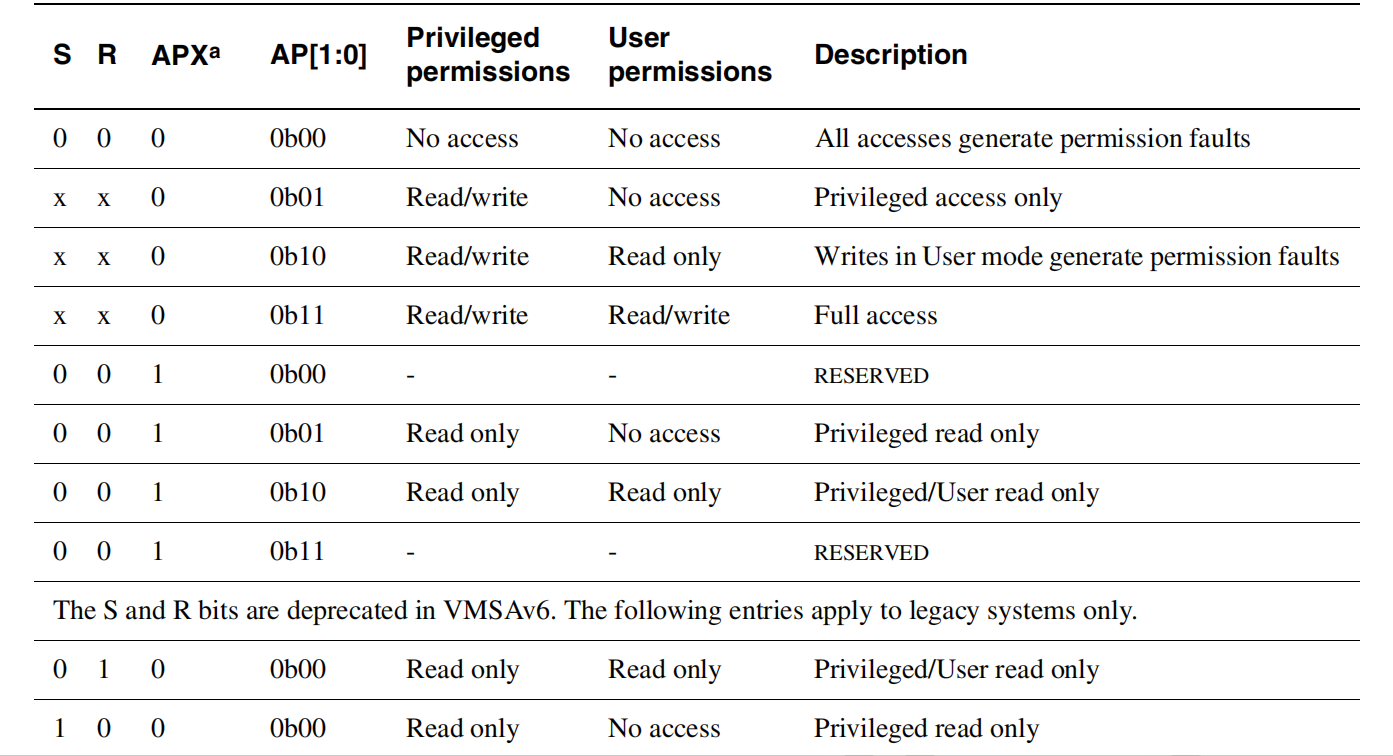 S R APXa AP[1:0] Privileged permissions User permissions Description
0 0 0 0b00 No access No access All accesses generate permission faults
x x 0 0b01 Read/write No access Privileged access only
x x 0 0b10 Read/write Read only Writes in User mode generate permission faults
x x 0 0b11 Read/write Read/write Full access
0 0 1 0b00 - - RESERVED
0 0 1 0b01 Read only No access Privileged read only
0 0 1 0b10 Read only Read only Privileged/User read only
0 0 1 0b11 - - RESERVED
The S and R bits are deprecated in VMSAv6. The following entries apply to legacy systems only.
0 1 0 0b00 Read only Read only Privileged/User read only
1 0 0 0b00 Read only No access Privileged read only